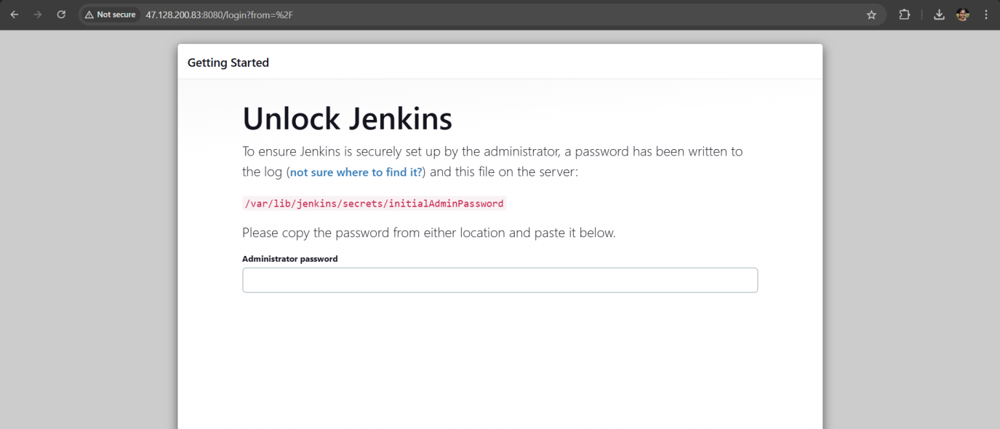 Not secure 47.128.200.83:8080/login?from=%2F
Getting Started
Unlock Jenkins
To ensure Jenkins is securely set up by the administrator, a password has been written to
the log (not sure where to find it?) and this file on the server:
/var/lib/jenkins/secrets/initialAdminPassword
Please copy the password from either location and paste it below.
Administrator password